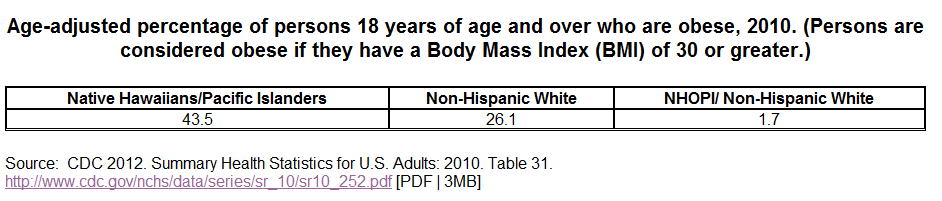 Age-adjusted percentage of persons 18 years of age and over who are obese, 2010. (Persons are
considered obese if they have a Body Mass Index (BMI) of 30 or greater.)
Native Hawaiians/Pacific Islanders Non-Hispanic White NHOPI/ Non-Hispanic White
43.5 26.1 1.7
Source: CDC 2012. Summary Health Statistics for U.S. Adults: 2010. Table 31.
http://www.cdc.gov/nchs/data/series/sr_10/sr10_252.pdf [PDF | 3MB]